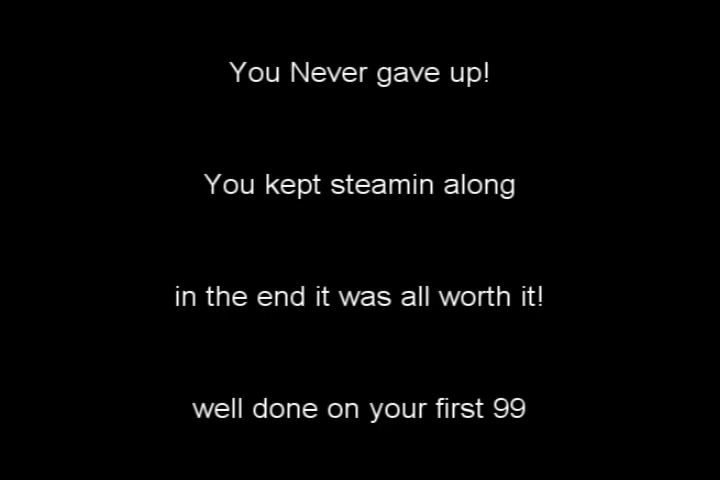 You Never gave up!
You kept steamin along
in the end it was all worth it!
well done on your first 99